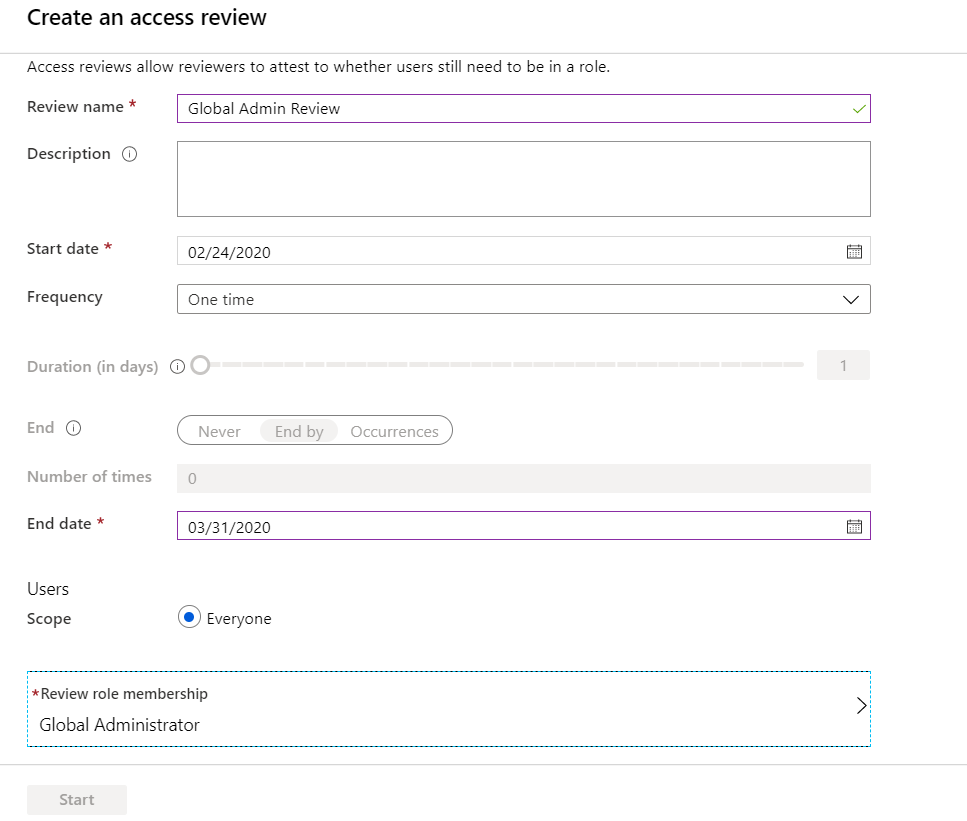 Create an access review
Access reviews allow reviewers to attest to whether users still need to be in a role.
Review name *
Global Admin Review
Description
Start date *
02/24/2020
Frequency
One time
Duration (in days)
1
End
Never End by Occurrences
Number of times
0
End date *
03/31/2020
Users
Scope
Everyone
*Review role membership
Global Administrator
Start